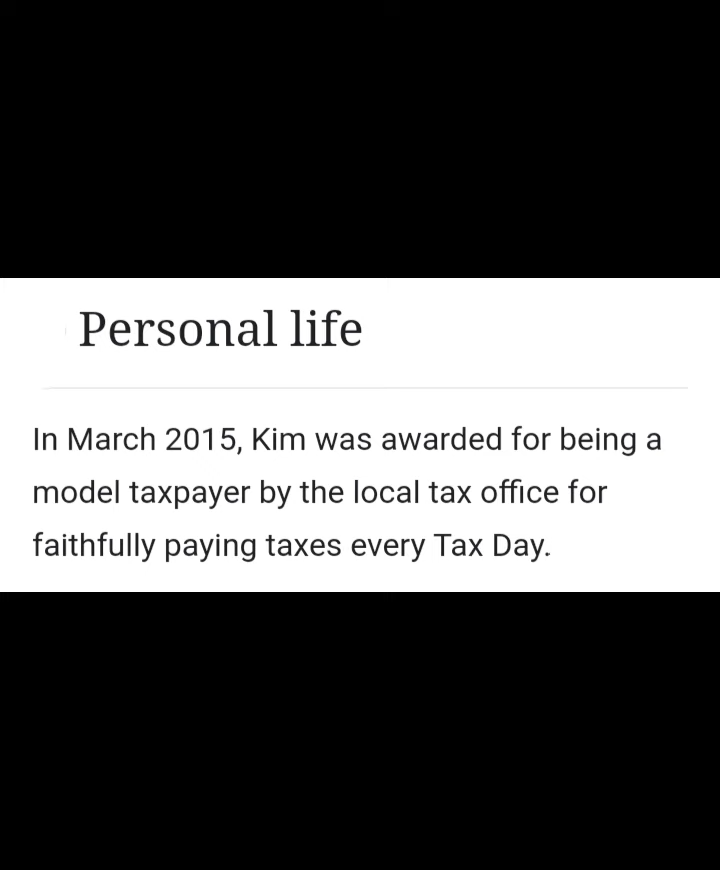 Personal life
In March 2015, Kim was awarded for being a
model taxpayer by the local tax office for
faithfully paying taxes every Tax Day.